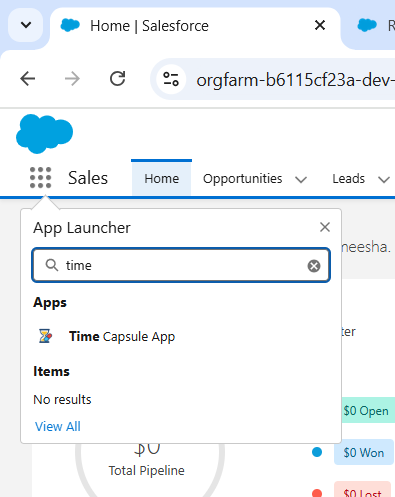 Home | Salesforce
R
orgfarm-b6115cf23a-dev-
Sales Home Opportunities Leads
App Launcher
meesha.
time
Apps
Time Capsule App
ter
Items
No results
$0 Open
View All
$0
$0 Won
Total Pipeline
$0 Lost